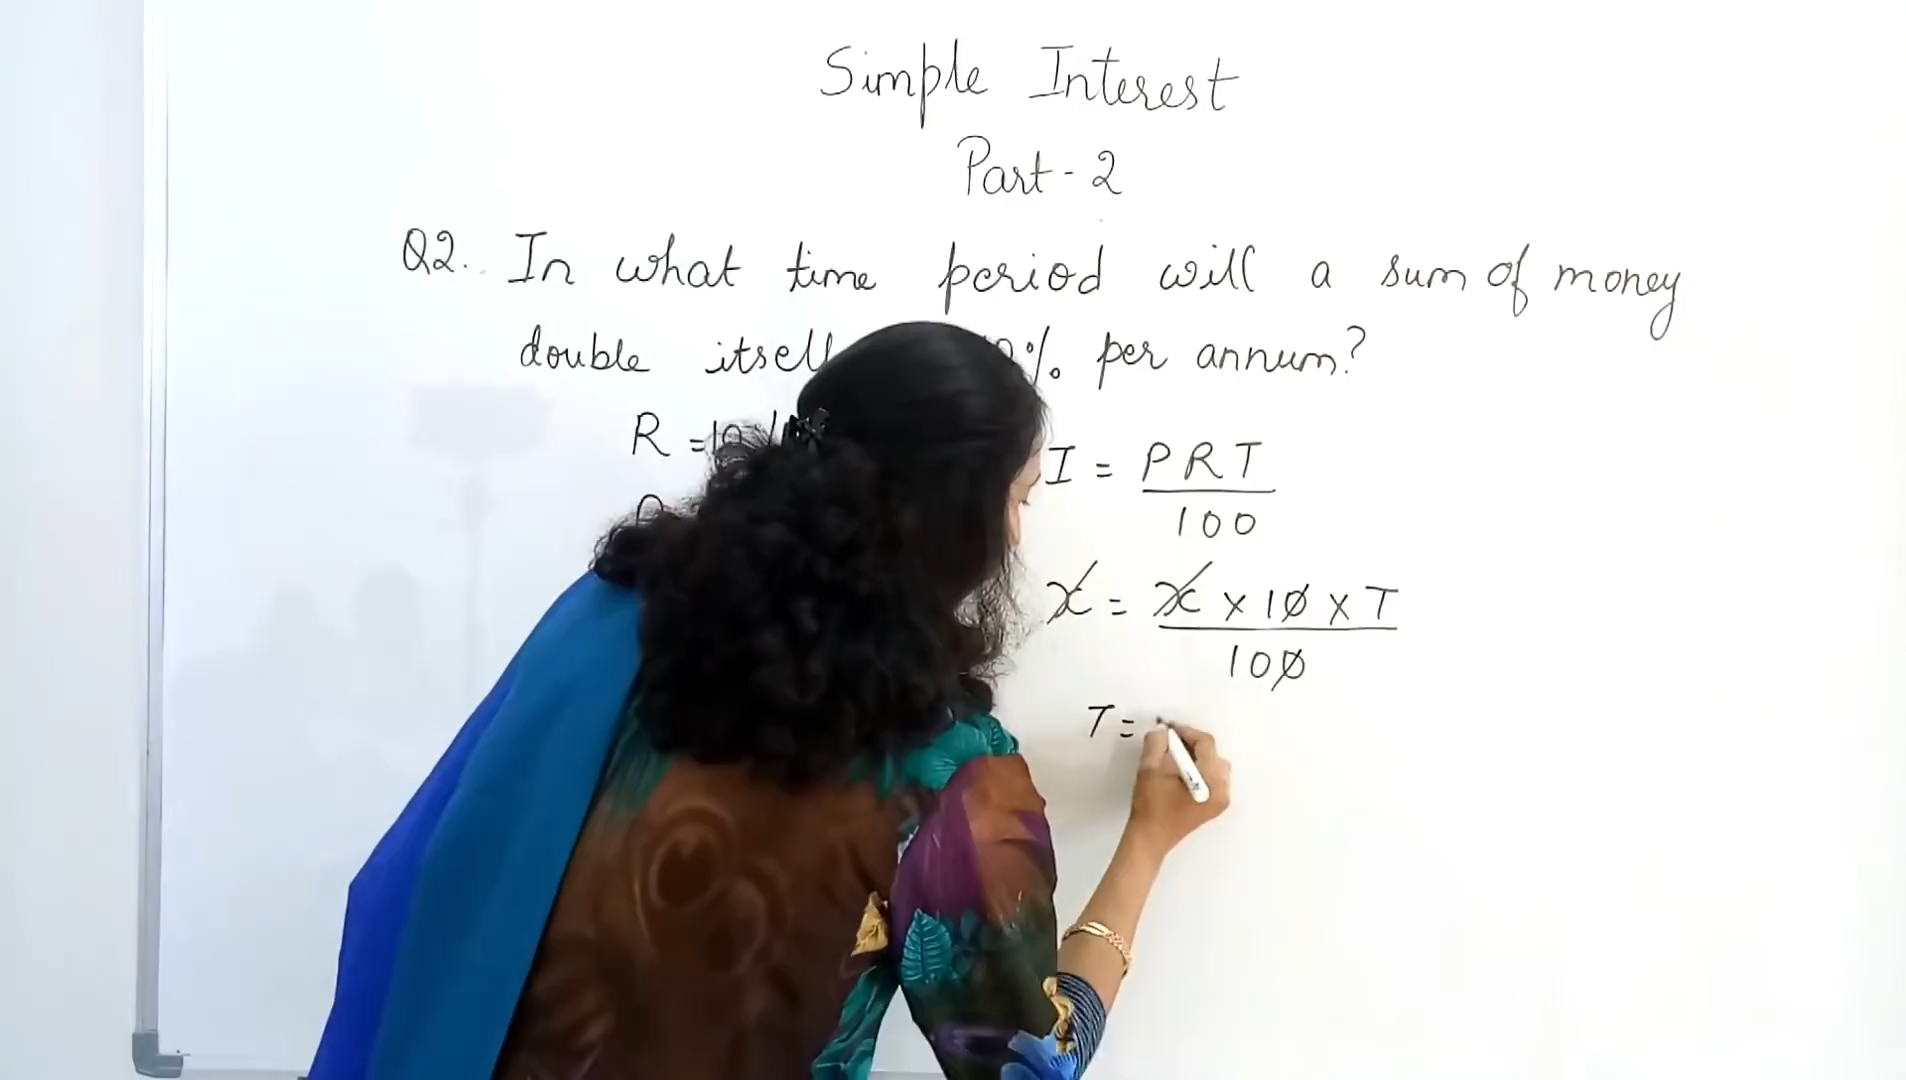 Simple Interest
Part - 2
Q2. In what time period will a sum of money
double itself % per annum?
R = 10%
I = PRT / 100
x = x × 10 × T / 100
T =